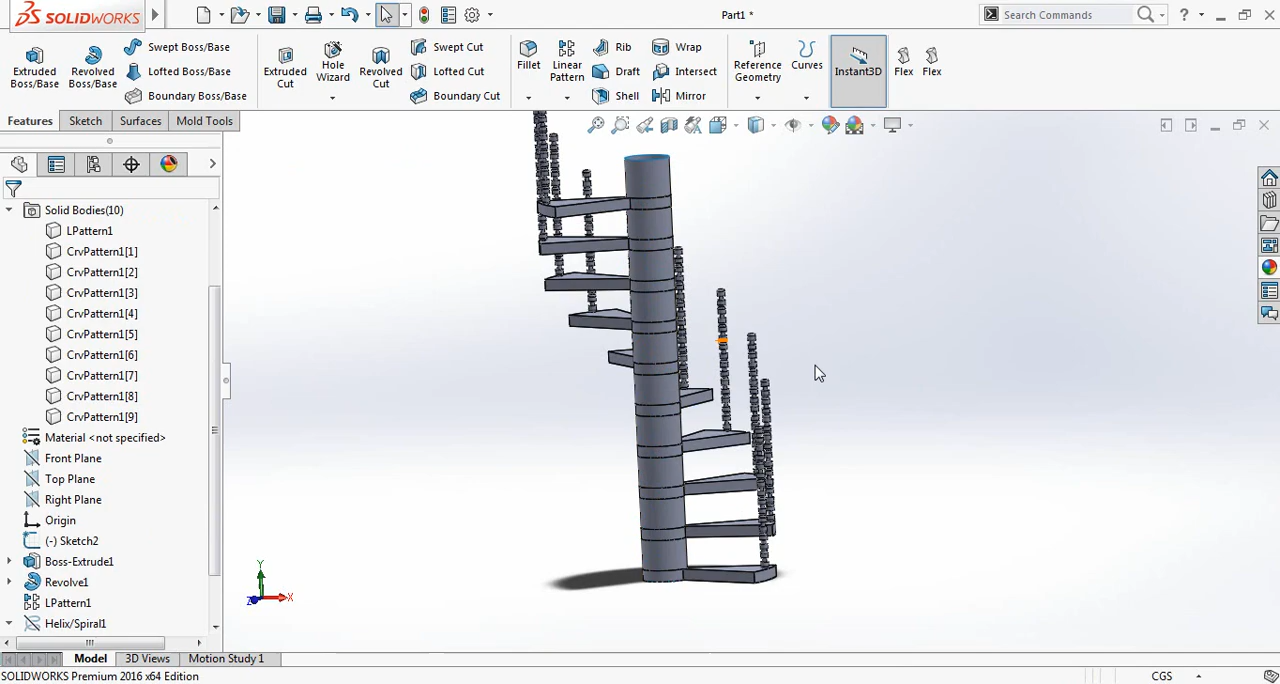 SOLIDWORKS
Part1 *
Search Commands
?
Extruded
Boss/Base
Revolved
Boss/Base
Swept Boss/Base
Lofted Boss/Base
Boundary Boss/Base
Extruded
Cut
Hole
Wizard
Revolved
Cut
Swept Cut
Lofted Cut
Boundary Cut
Fillet
Linear
Pattern
Rib
Draft
Shell
Wrap
Intersect
Mirror
Reference
Geometry
Curves
Instant3D
Flex
Flex
Features
Sketch
Surfaces
Mold Tools
Solid Bodies(10)
LPattern1
CrvPattern1[1]
CrvPattern1[2]
CrvPattern1[3]
CrvPattern1[4]
CrvPattern1[5]
CrvPattern1[6]
CrvPattern1[7]
CrvPattern1[8]
CrvPattern1[9]
Material <not specified>
Front Plane
Top Plane
Right Plane
Origin
(-) Sketch2
Boss-Extrude1
Revolve1
LPattern1
Helix/Spiral1
Y
X
Z
Model
3D Views
Motion Study 1
SOLIDWORKS Premium 2016 x64 Edition
CGS